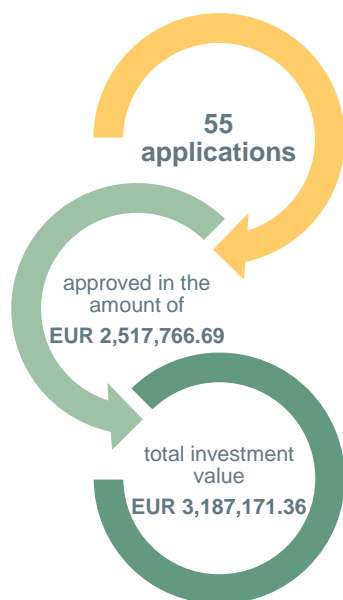 55
applications
approved in the
amount of
EUR 2,517,766.69
total investment
value
EUR 3,187,171.36